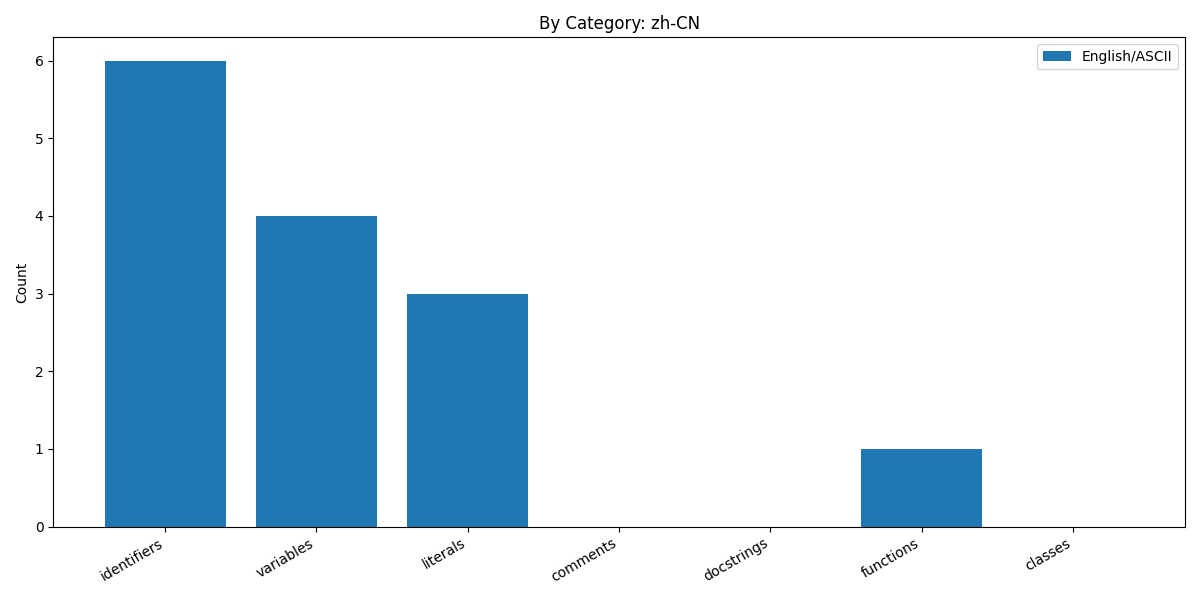 By Category: zh-CN
English/ASCII
Count
6
5
4
3
2
1
0
identifiers
variables
literals
comments
docstrings
functions
classes